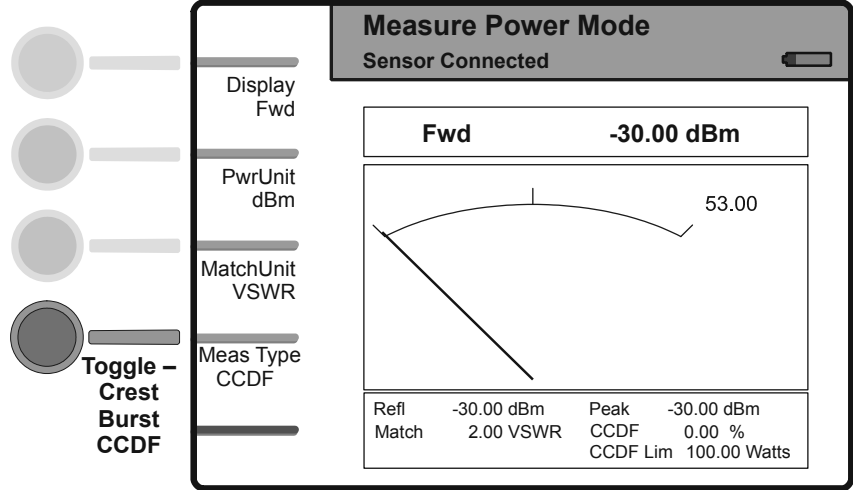 Measure Power Mode
Sensor Connected
Display
Fwd
PwrUnit
dBm
MatchUnit
VSWR
Meas Type
CCDF
Toggle –
Crest
Burst
CCDF
Fwd -30.00 dBm
53.00
Refl -30.00 dBm Peak -30.00 dBm
Match 2.00 VSWR CCDF 0.00 %
CCDF Lim 100.00 Watts